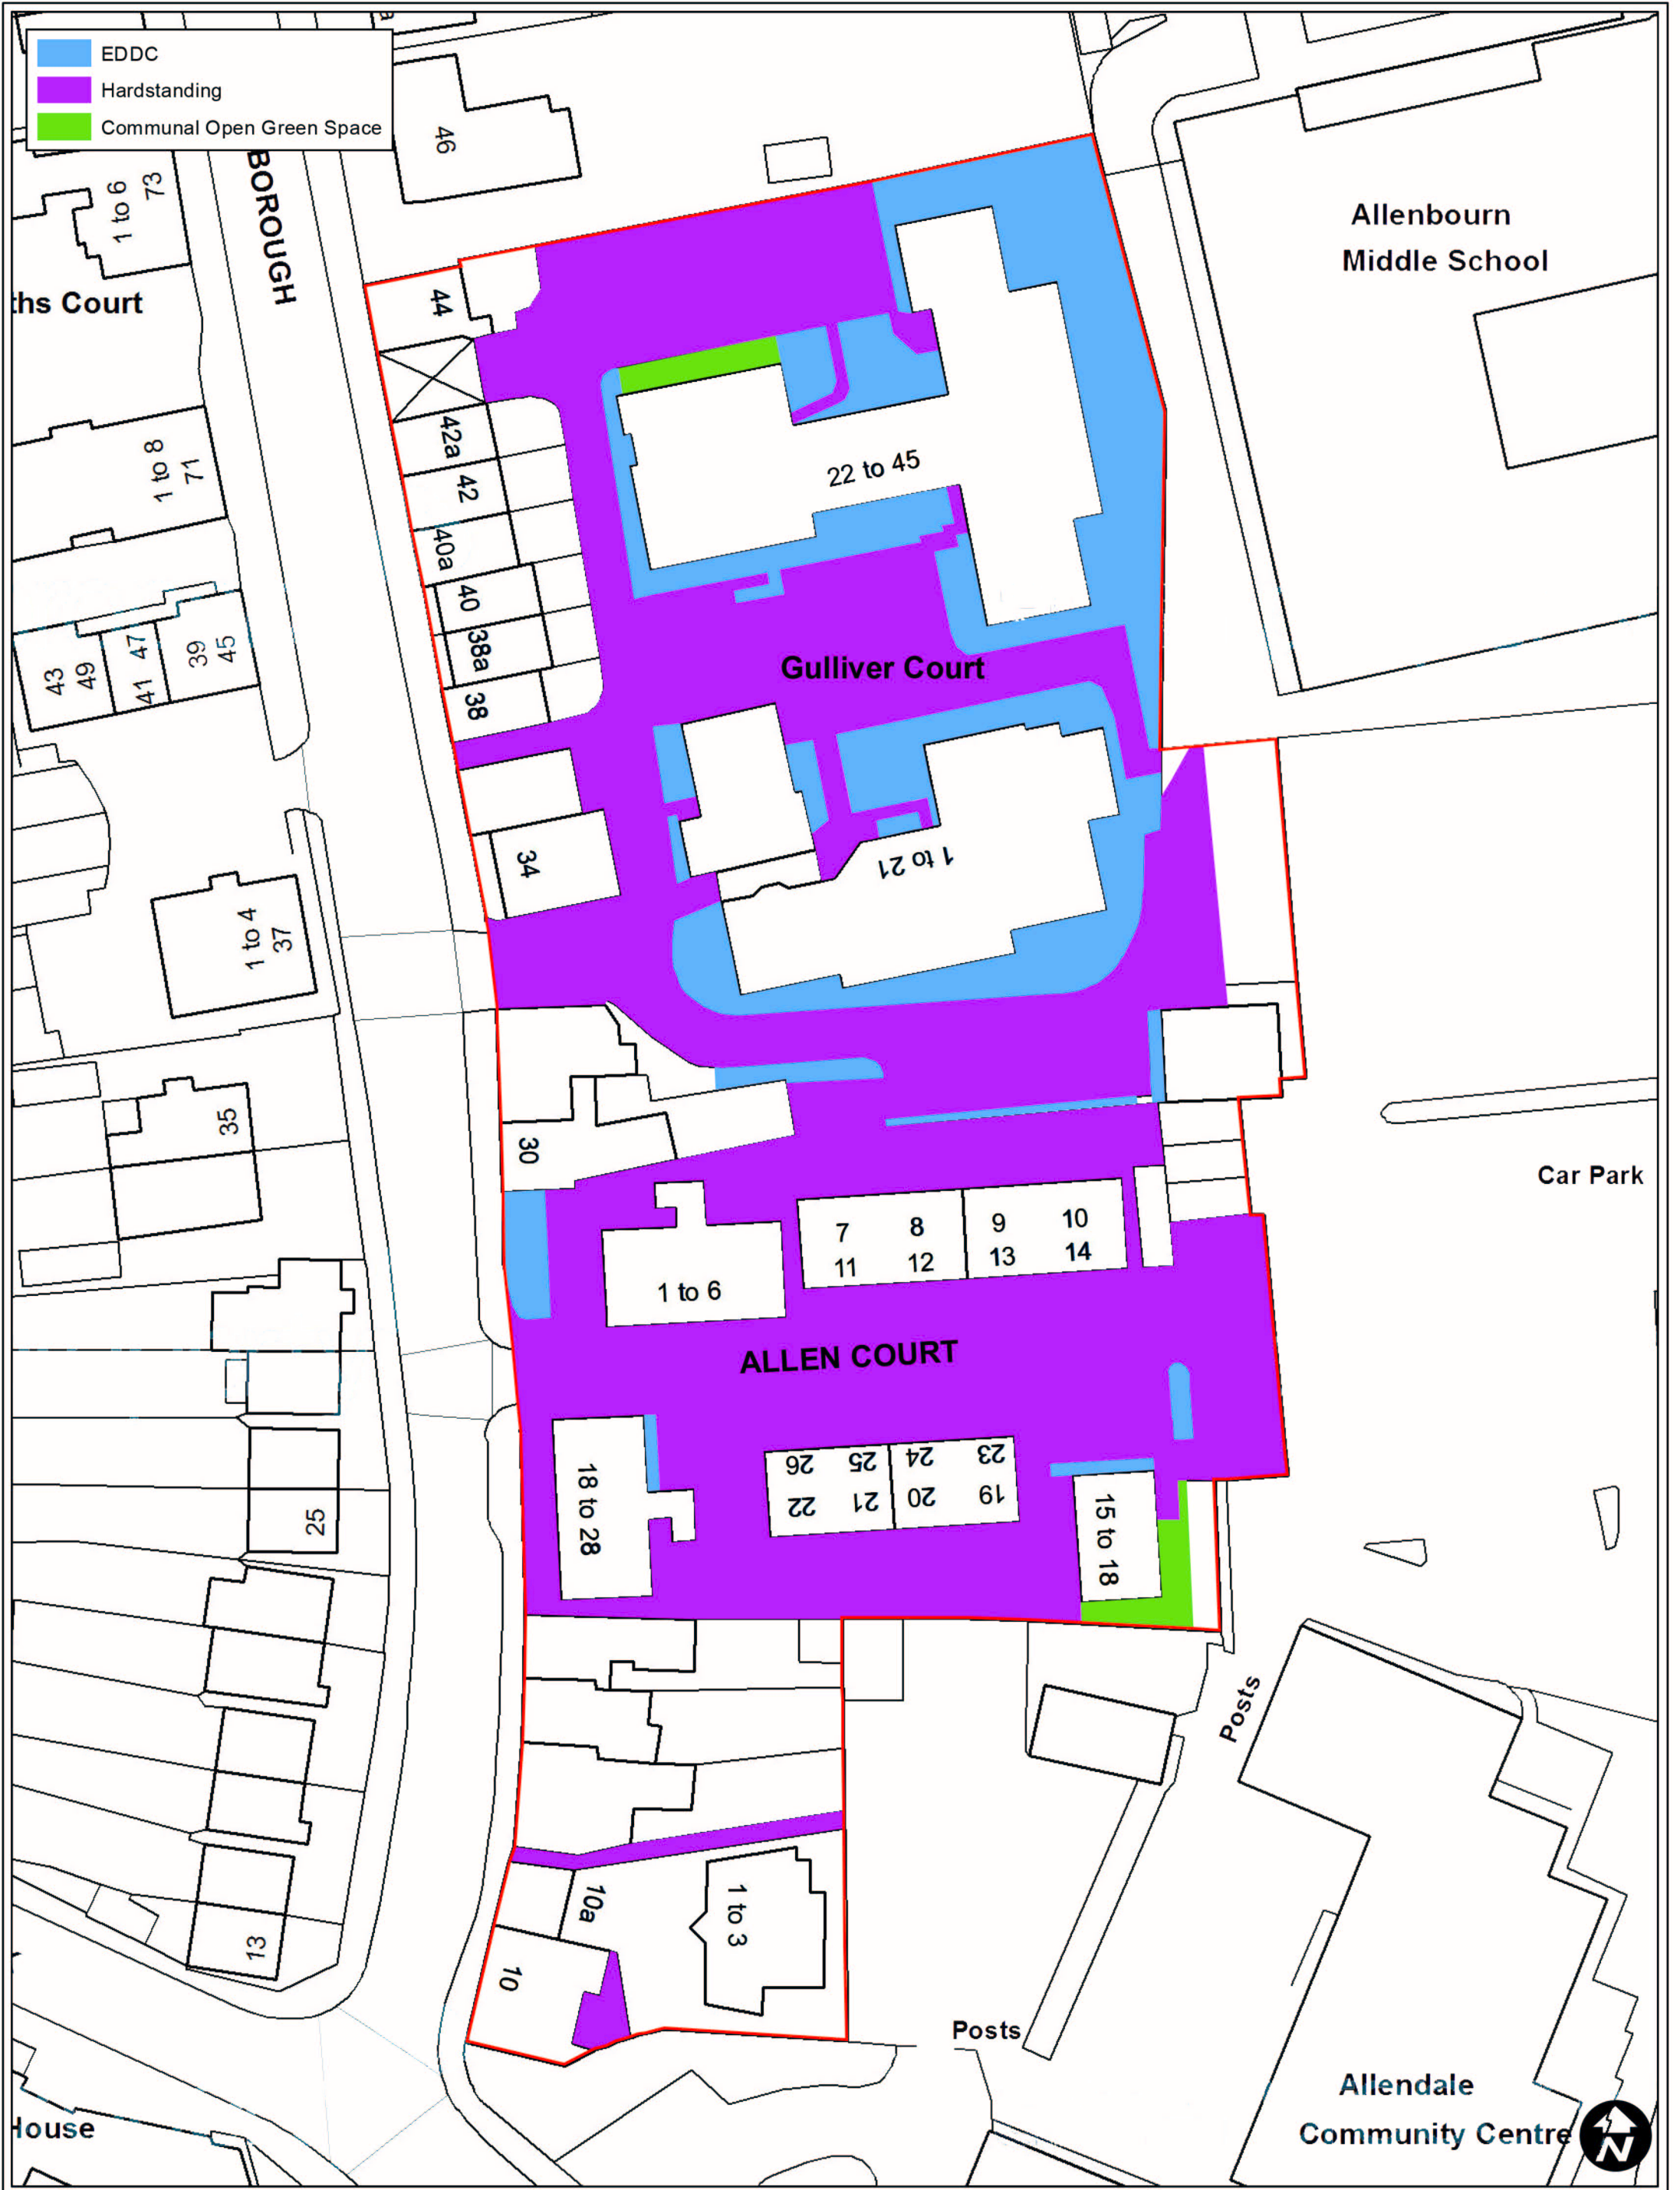 EDDC
Hardstanding
Communal Open Green Space
BOROUGH
46
1 to 6
73
Allenbourn
Middle School
ths Court
44
42a
42
40a
40
38a
38
1 to 8
71
22 to 45
43
49
41
47
39
45
Gulliver Court
34
1 to 21
1 to 4
37
35
30
Car Park
7
8
9
10
11
12
13
14
1 to 6
ALLEN COURT
18 to 28
26
25
24
23
22
21
20
19
15 to 18
25
Posts
10a
1 to 3
13
10
Posts
Allendale
Community Centre
House
N